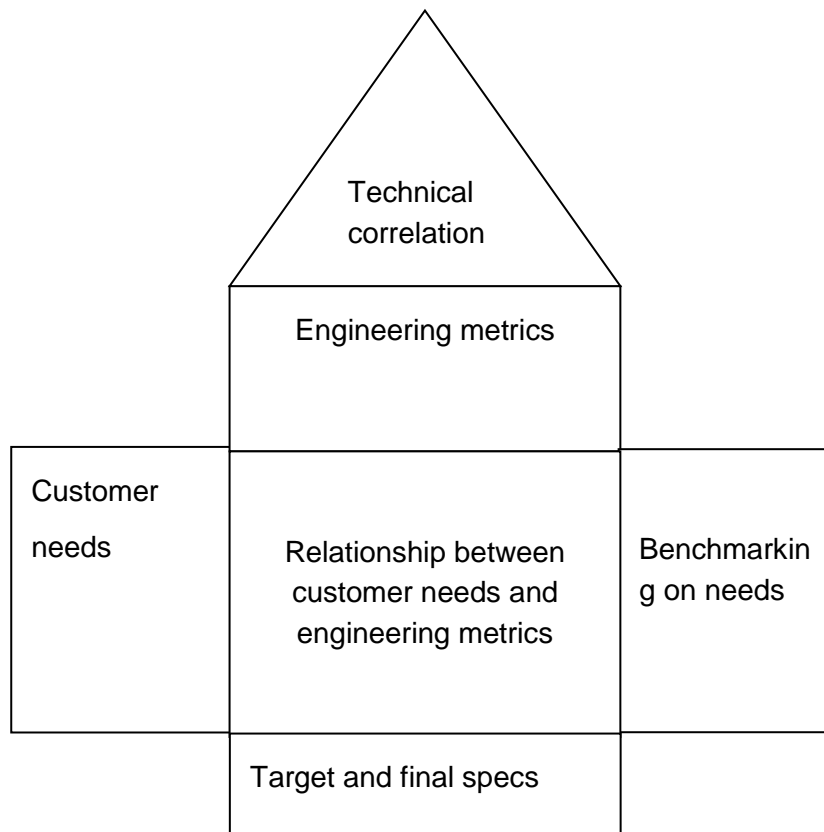 Technical
correlation
Engineering metrics
Customer
needs
Relationship between
customer needs and
engineering metrics
Benchmarkin
g on needs
Target and final specs